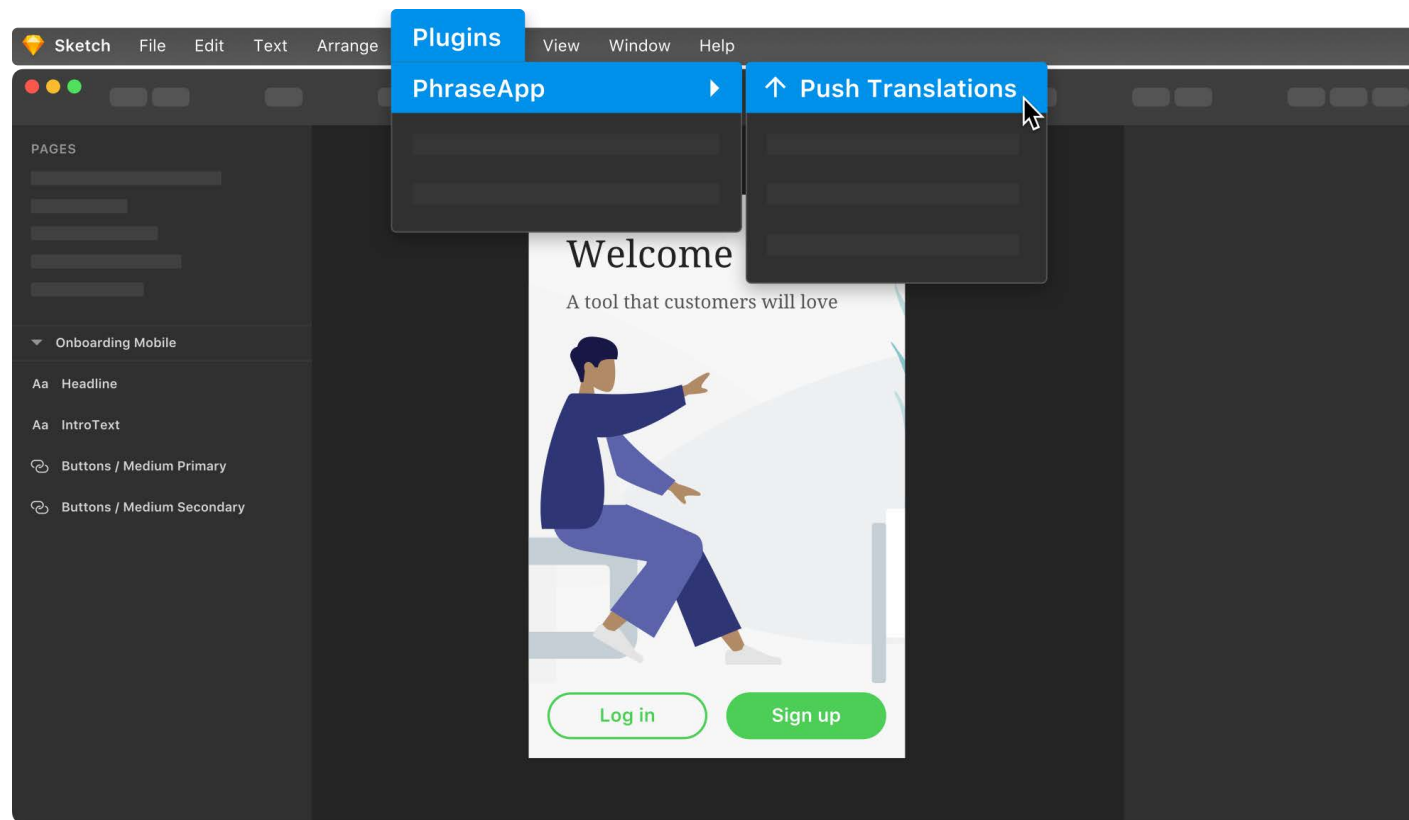 Sketch File Edit Text Arrange Plugins View Window Help
PhraseApp
↑ Push Translations
PAGES
Onboarding Mobile
Aa Headline
Aa IntroText
Buttons / Medium Primary
Buttons / Medium Secondary
Welcome
A tool that customers will love
Log in
Sign up